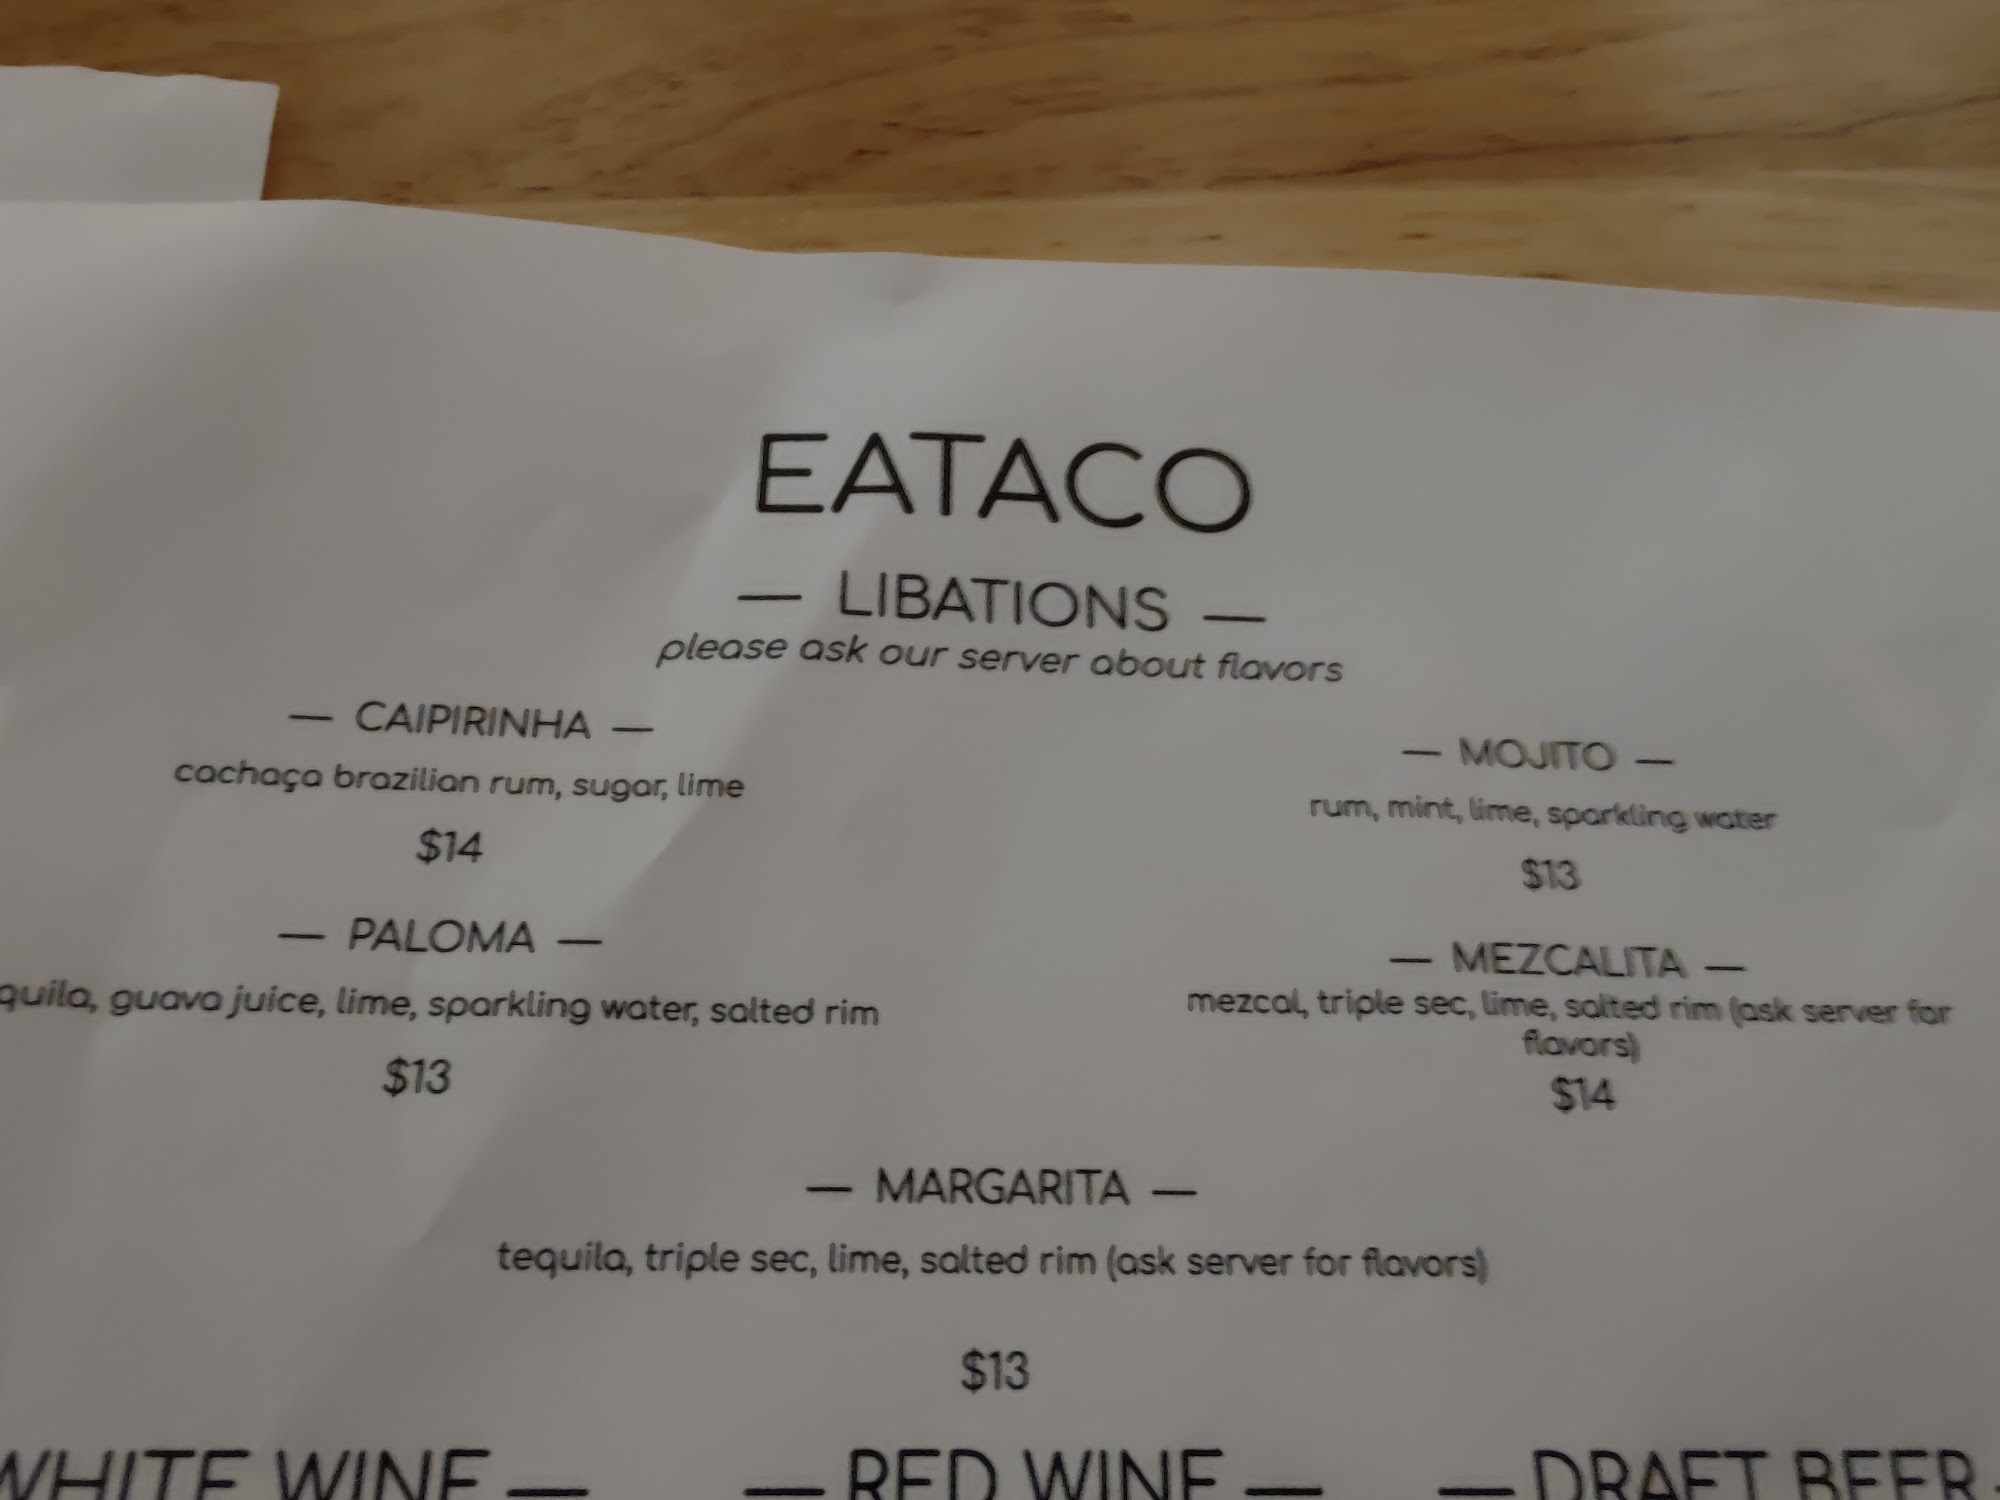 EATACO
— LIBATIONS —
please ask our server about flavors
— CAIPIRINHA —
cachaça brazilian rum, sugar, lime
$14
— MOJITO —
rum, mint, lime, sparkling water
$13
— PALOMA —
quila, guava juice, lime, sparkling water, salted rim
$13
— MEZCALITA —
mezcal, triple sec, lime, salted rim (ask server for
flavors)
$14
— MARGARITA —
tequila, triple sec, lime, salted rim (ask server for flavors)
$13
WHITE WINE —
— RED WINE —
— DRAFT BEER